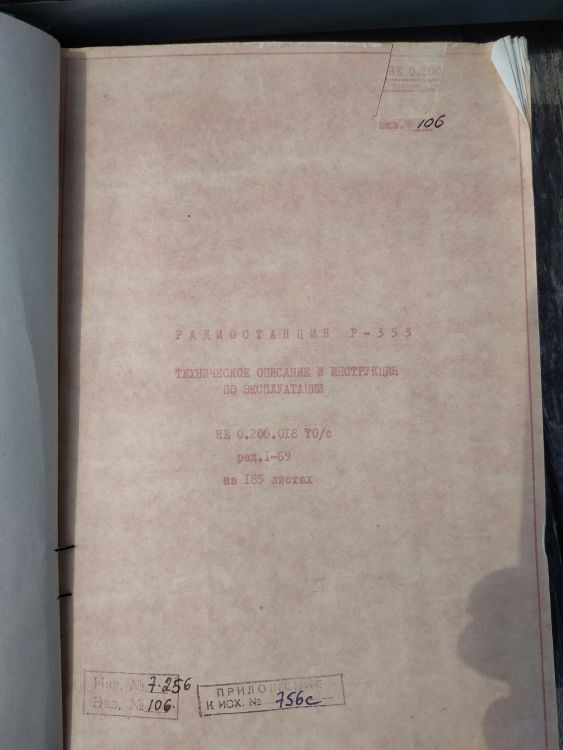 экз. № 106
РАДИОСТАНЦИЯ Р-353
ТЕХНИЧЕСКОЕ ОПИСАНИЕ И ИНСТРУКЦИЯ
ПО ЭКСПЛУАТАЦИИ
ЯЕ 0.200.018 ТО/с
ред.1-69
на 185 листах
Инв. № 7-256
Экз. № 106
ПРИЛОЖЕНИЕ
К ИСХ. № 756с